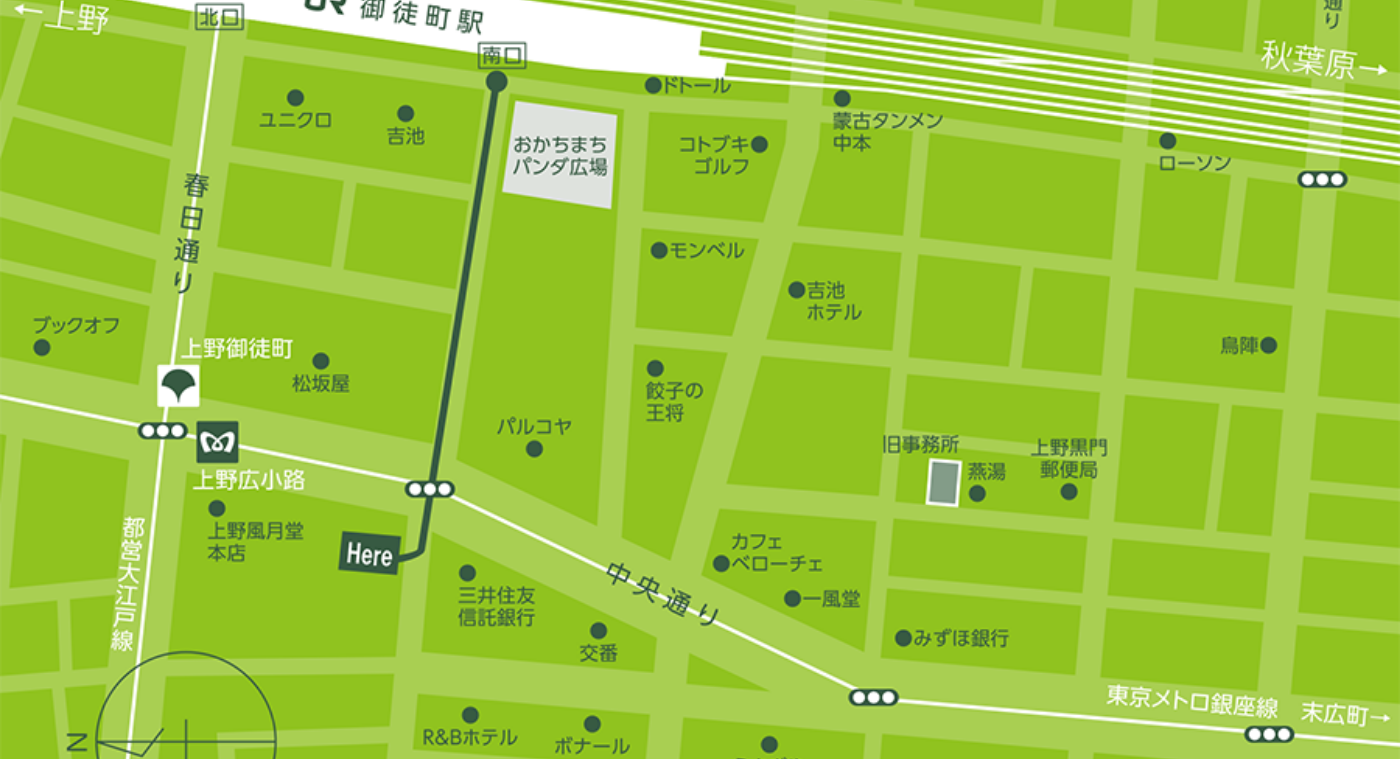 ←上野
北口
JR 御徒町駅
南口
通り
秋葉原→
ユニクロ
吉池
おかちまち
パンダ広場
ドトール
コトブキ
ゴルフ
蒙古タンメン
中本
ローソン
春日通り
モンベル
吉池
ホテル
ブックオフ
上野御徒町
松坂屋
餃子の
王将
鳥陣
パルコヤ
旧事務所
燕湯
上野黒門
郵便局
上野広小路
上野風月堂
本店
都営大江戸線
Here
三井住友
信託銀行
交番
中央通り
カフェ
ベローチェ
一風堂
みずほ銀行
東京メトロ銀座線
末広町→
N
R&Bホテル
ボナール